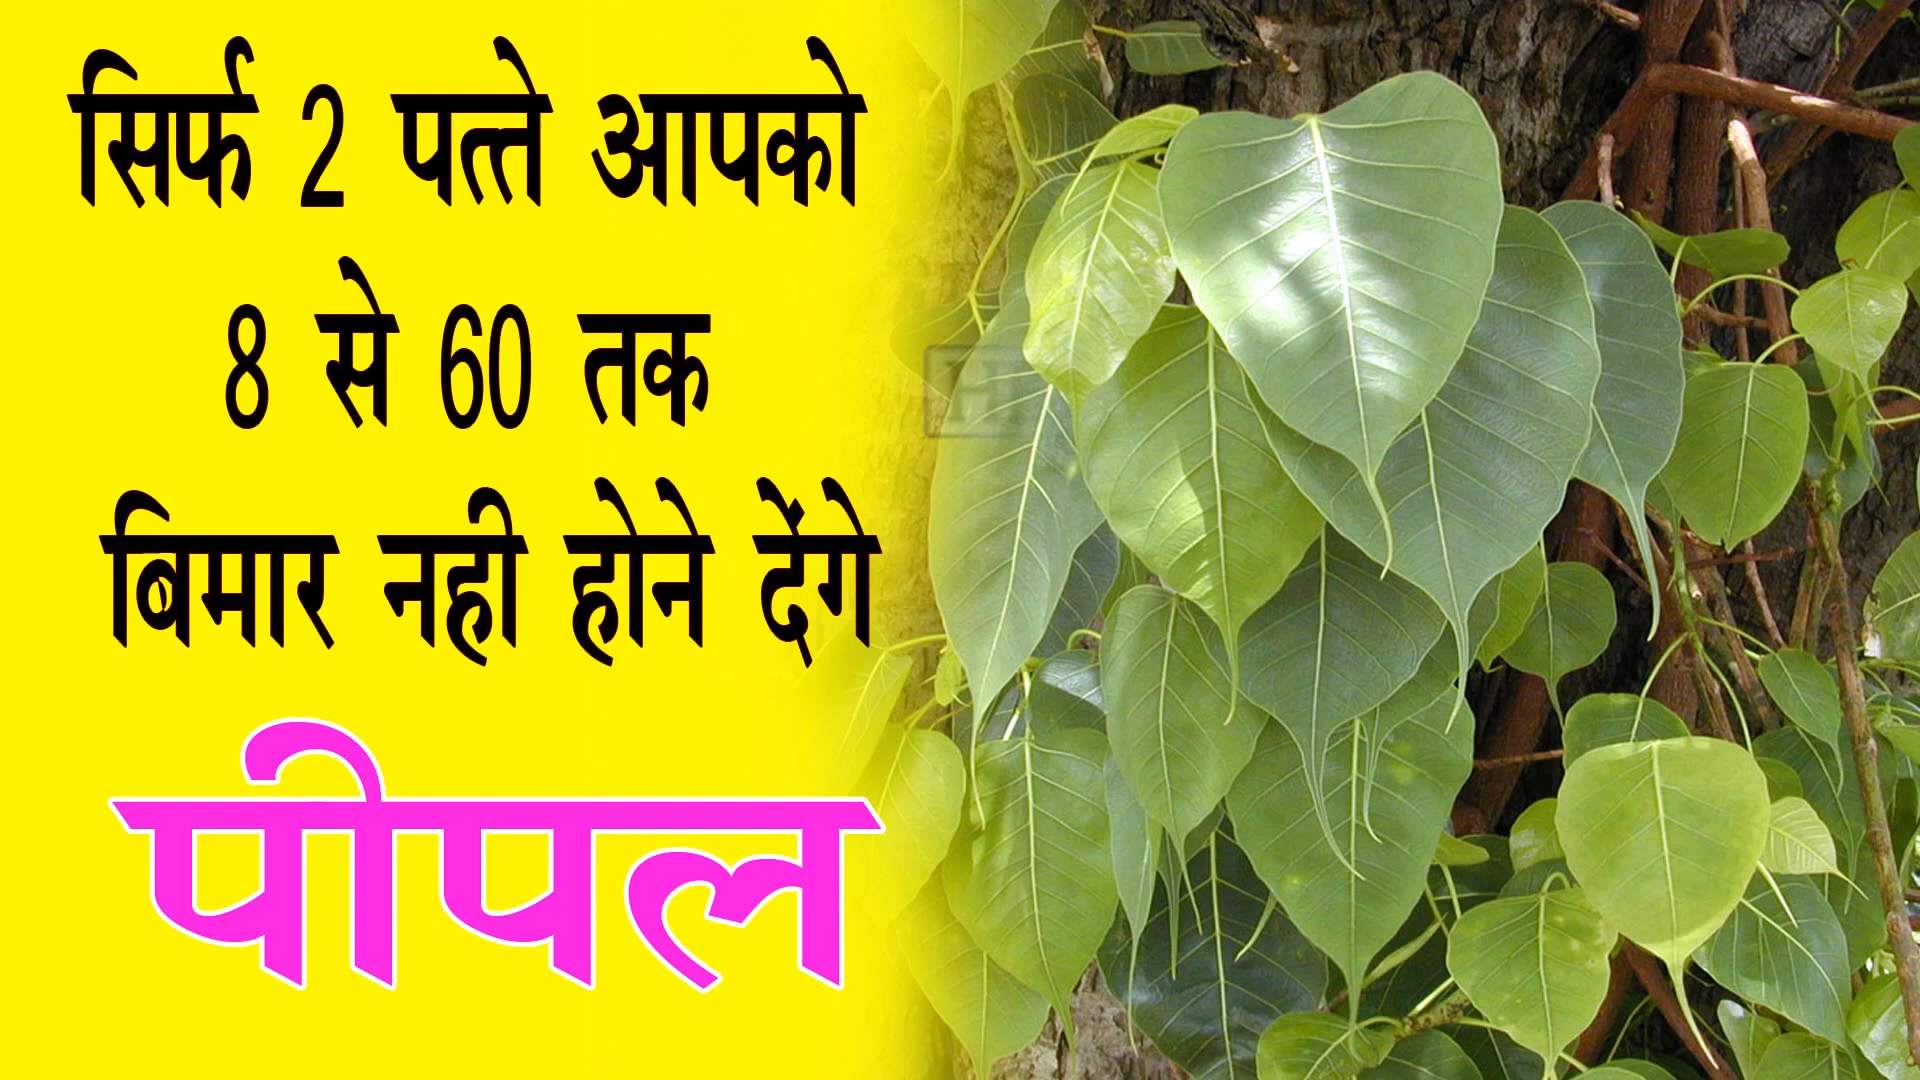 सिर्फ 2 पत्ते आपको
8 से 60 तक
बिमार नही होने देंगे
पीपल